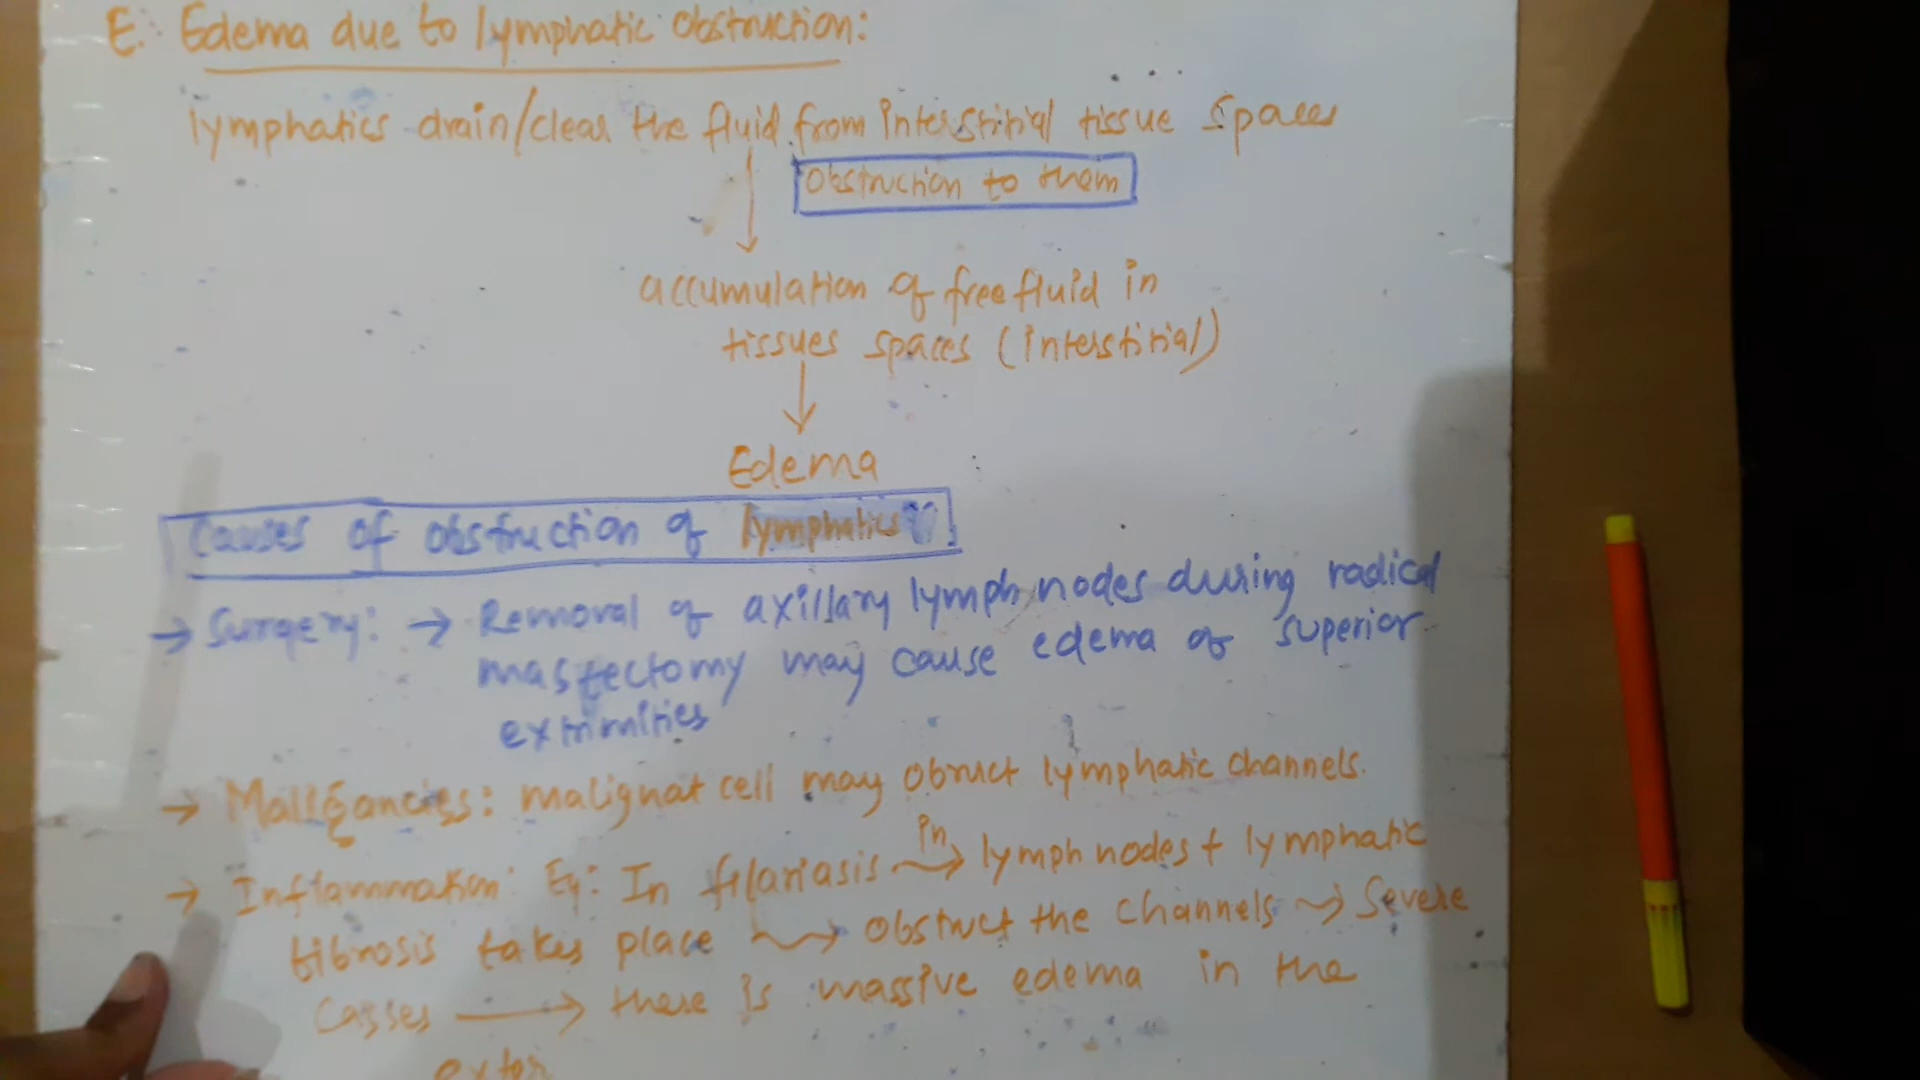 E: Edema due to lymphatic obstruction:
lymphatics drain/clear the fluid from interstitial tissue spaces
obstruction to them
accumulation of free fluid in
tissues spaces (interstitial)
Edema
Causes of obstruction of lymphatics
→ Surgery: → Removal of axillary lymph nodes during radical
mastectomy may cause edema of superior
extrimities
→ Maligancies: malignat cell may obruct lymphatic channels.
→ Inflammation: Eg: In filariasis → in lymph nodes + lymphatic
fibrosis takes place → obstruct the channels → Severe
Casses → there is massive edema in the